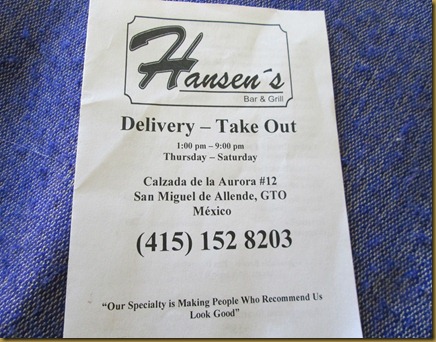 Hansen´s
Bar & Grill
Delivery – Take Out
1:00 pm – 9:00 pm
Thursday – Saturday
Calzada de la Aurora #12
San Miguel de Allende, GTO
México
(415) 152 8203
“Our Specialty is Making People Who Recommend Us
Look Good”